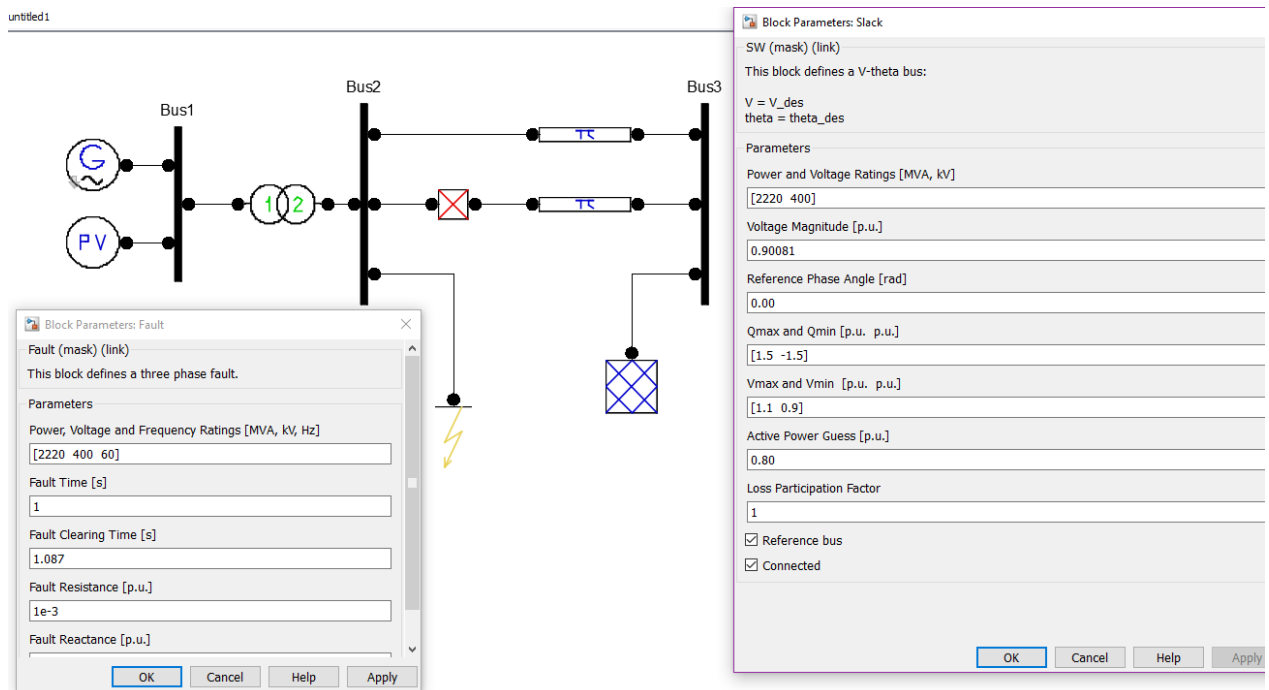 untitled1
Bus1
Bus2
Bus3
G
PV
1 2
π
π
Block Parameters: Fault
Fault (mask) (link)
This block defines a three phase fault.
Parameters
Power, Voltage and Frequency Ratings [MVA, kV, Hz]
[2220 400 60]
Fault Time [s]
1
Fault Clearing Time [s]
1.087
Fault Resistance [p.u.]
1e-3
Fault Reactance [p.u.]
OK Cancel Help Apply
Block Parameters: Slack
SW (mask) (link)
This block defines a V-theta bus:
V = V_des
theta = theta_des
Parameters
Power and Voltage Ratings [MVA, kV]
[2220 400]
Voltage Magnitude [p.u.]
0.90081
Reference Phase Angle [rad]
0.00
Qmax and Qmin [p.u. p.u.]
[1.5 -1.5]
Vmax and Vmin [p.u. p.u.]
[1.1 0.9]
Active Power Guess [p.u.]
0.80
Loss Participation Factor
1
Reference bus
Connected
OK Cancel Help Apply